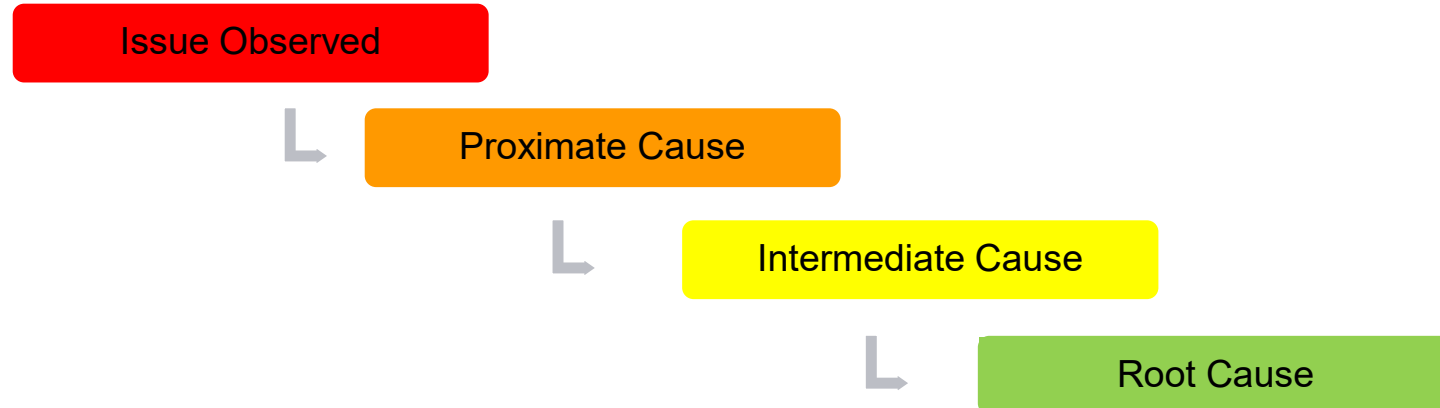 Issue Observed
Proximate Cause
Intermediate Cause
Root Cause